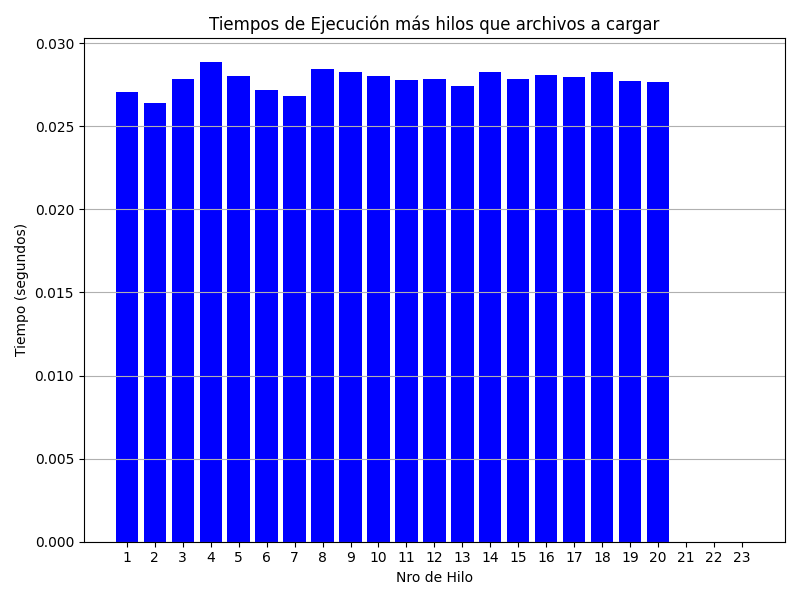 Tiempos de Ejecución más hilos que archivos a cargar
0.030
0.025
0.020
0.015
0.010
0.005
0.000
Tiempo (segundos)
1 2 3 4 5 6 7 8 9 10 11 12 13 14 15 16 17 18 19 20 21 22 23
Nro de Hilo